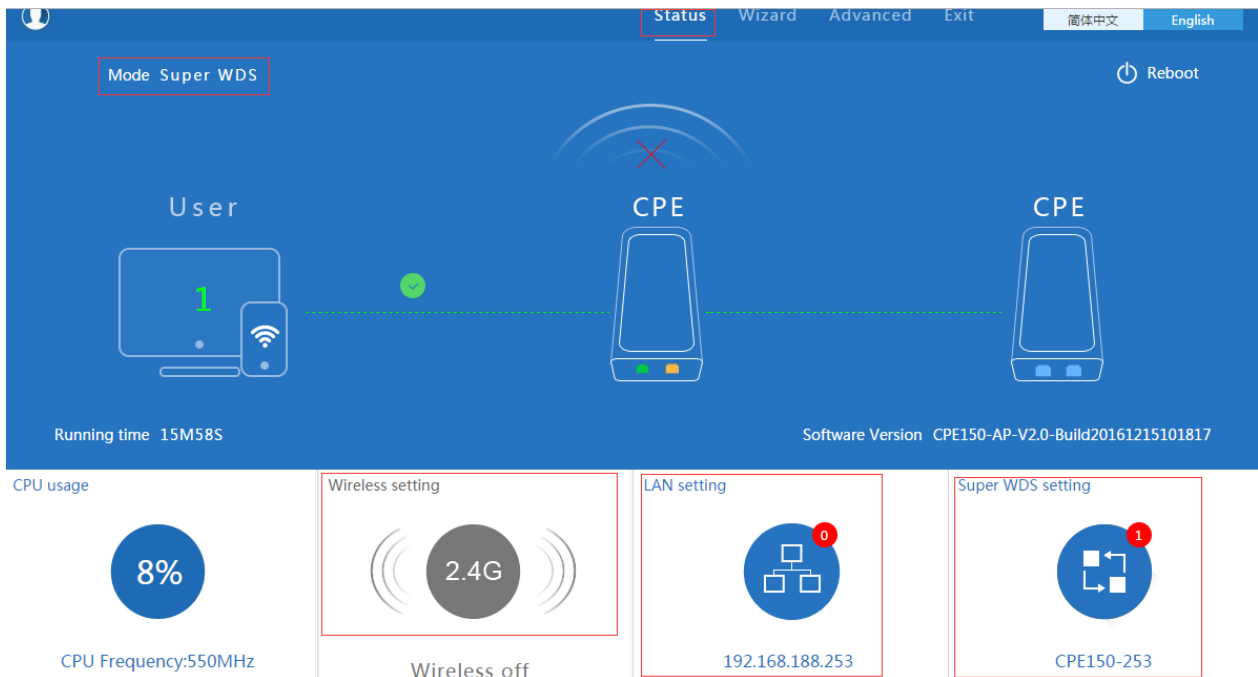 Status Wizard Advanced Exit 简体中文 English
Mode Super WDS
Reboot
User
CPE
CPE
1
Running time 15M58S
Software Version CPE150-AP-V2.0-Build20161215101817
CPU usage
Wireless setting
LAN setting
Super WDS setting
8%
2.4G
0
1
CPU Frequency:550MHz
Wireless off
192.168.188.253
CPE150-253